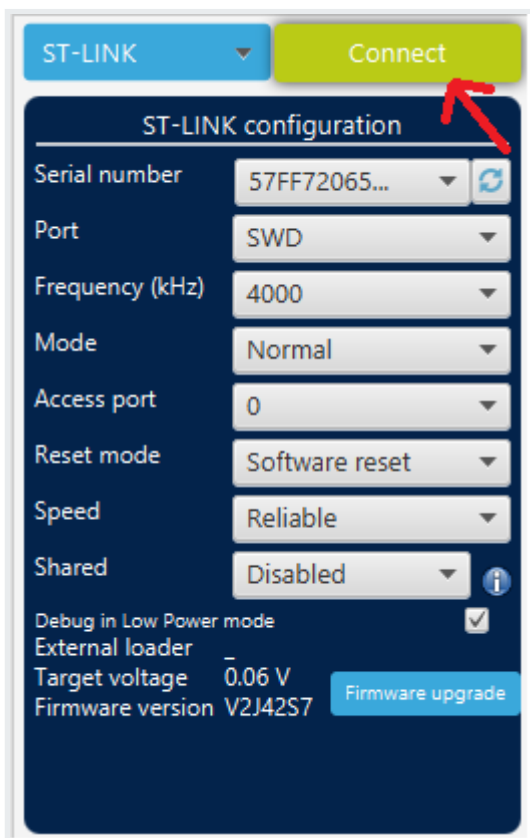 ST-LINK Connect
ST-LINK configuration
Serial number 57FF72065...
Port SWD
Frequency (kHz) 4000
Mode Normal
Access port 0
Reset mode Software reset
Speed Reliable
Shared Disabled
Debug in Low Power mode
External loader _
Target voltage 0.06 V
Firmware version V2J42S7 Firmware upgrade